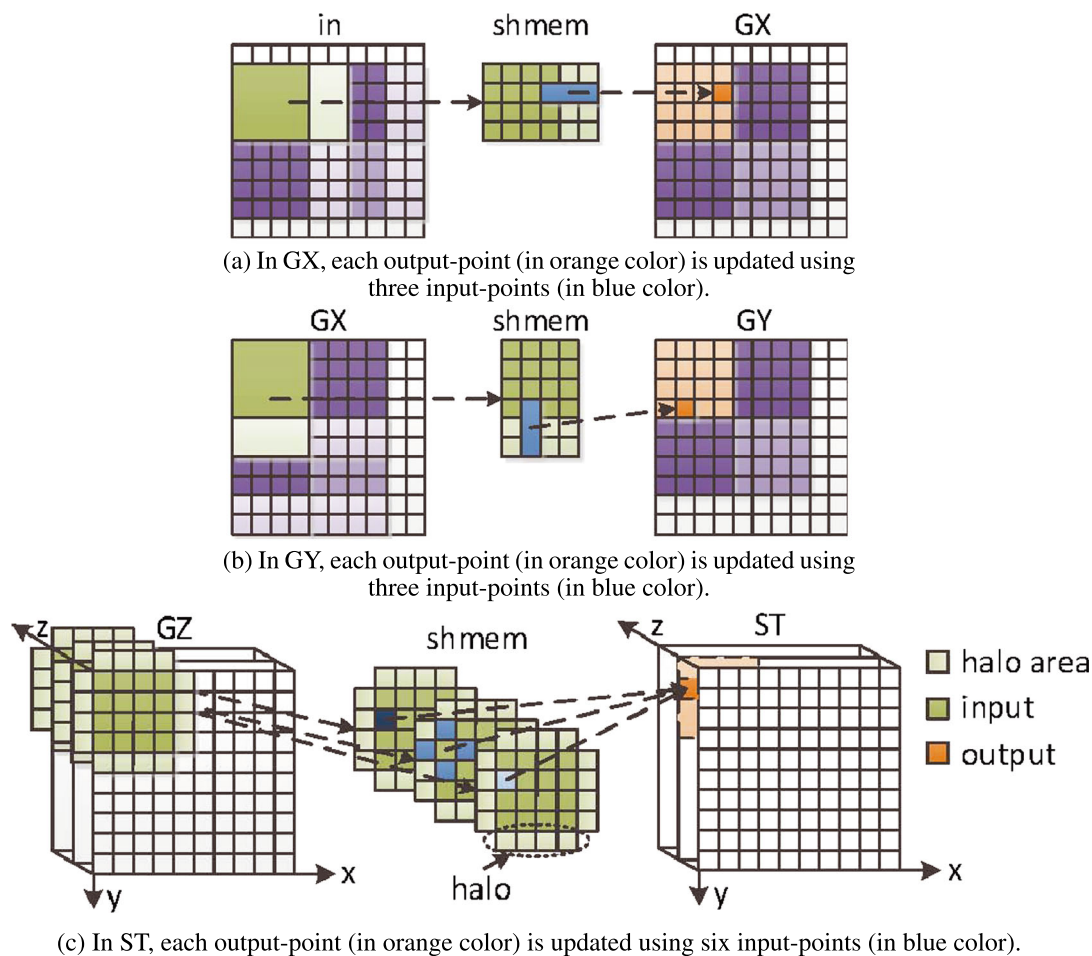 in shmem GX
(a) In GX, each output-point (in orange color) is updated using
three input-points (in blue color).
GX shmem GY
(b) In GY, each output-point (in orange color) is updated using
three input-points (in blue color).
z GZ shmem z ST
halo area
input
output
halo
x
y
x
y
(c) In ST, each output-point (in orange color) is updated using six input-points (in blue color).